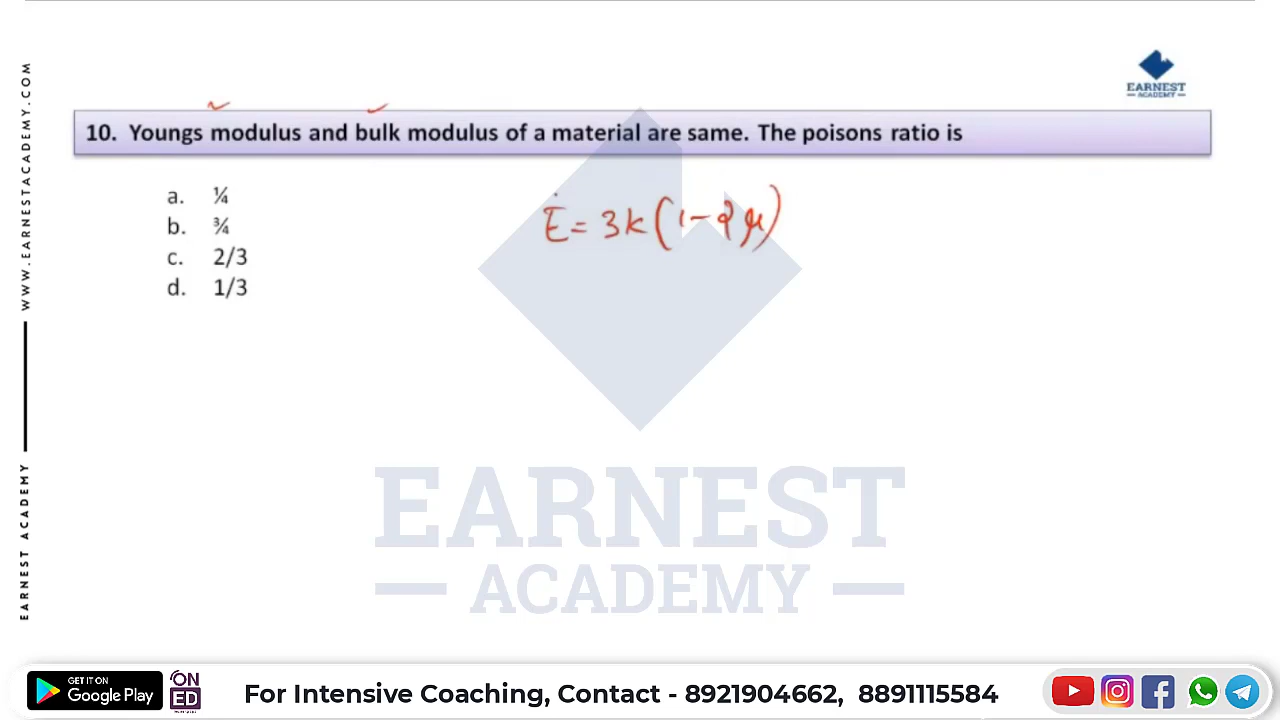 WWW.EARNESTACADEMY.COM
EARNEST ACADEMY
EARNEST
ACADEMY
10. Youngs modulus and bulk modulus of a material are same. The poisons ratio is
a. ¼
b. ¾
c. 2/3
d. 1/3
E = 3K(1-2μ)
EARNEST
ACADEMY
GET IT ON
Google Play
ON
ED
For Intensive Coaching, Contact - 8921904662, 8891115584